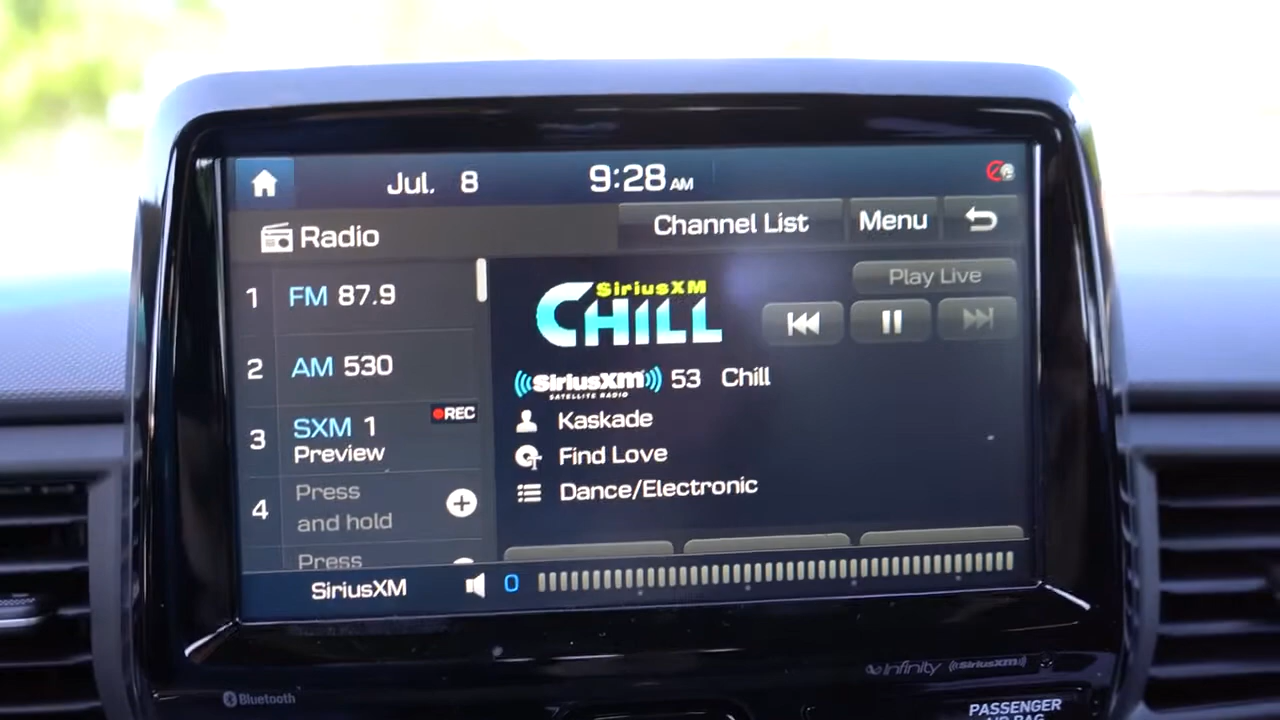 Jul. 8 9:28 AM
Radio Channel List Menu
1 FM 87.9
2 AM 530
3 SXM 1 REC
Preview
4 Press
and hold
Press
SiriusXM
CHILL
Play Live
SiriusXM 53 Chill
SATELLITE RADIO
Kaskade
Find Love
Dance/Electronic
SiriusXM 0
Infinity SiriusXM
Bluetooth
PASSENGER
AIR BAG